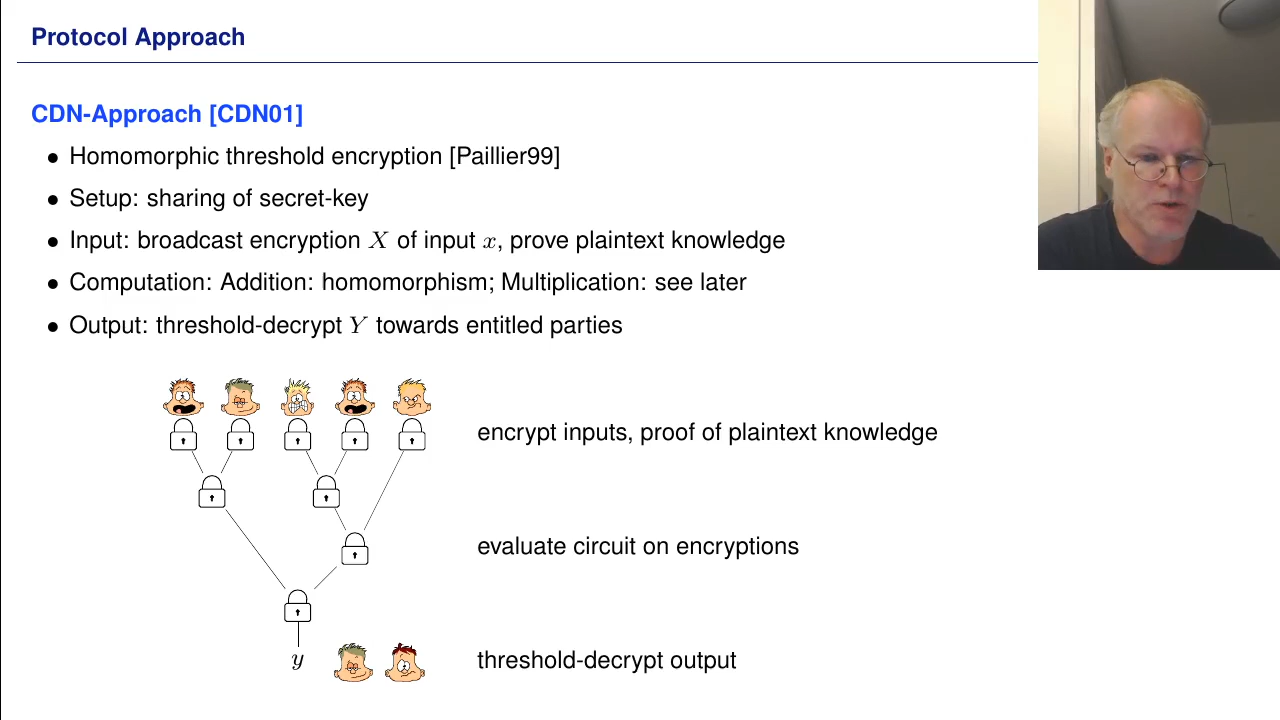 Protocol Approach
CDN-Approach [CDN01]
• Homomorphic threshold encryption [Paillier99]
• Setup: sharing of secret-key
• Input: broadcast encryption X of input x, prove plaintext knowledge
• Computation: Addition: homomorphism; Multiplication: see later
• Output: threshold-decrypt Y towards entitled parties
encrypt inputs, proof of plaintext knowledge
evaluate circuit on encryptions
y
threshold-decrypt output